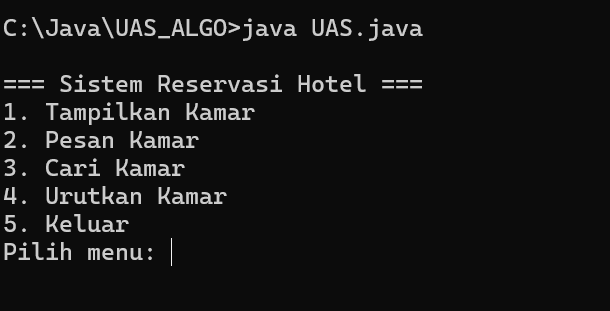 C:\Java\UAS_ALGO>java UAS.java
=== Sistem Reservasi Hotel ===
1. Tampilkan Kamar
2. Pesan Kamar
3. Cari Kamar
4. Urutkan Kamar
5. Keluar
Pilih menu: